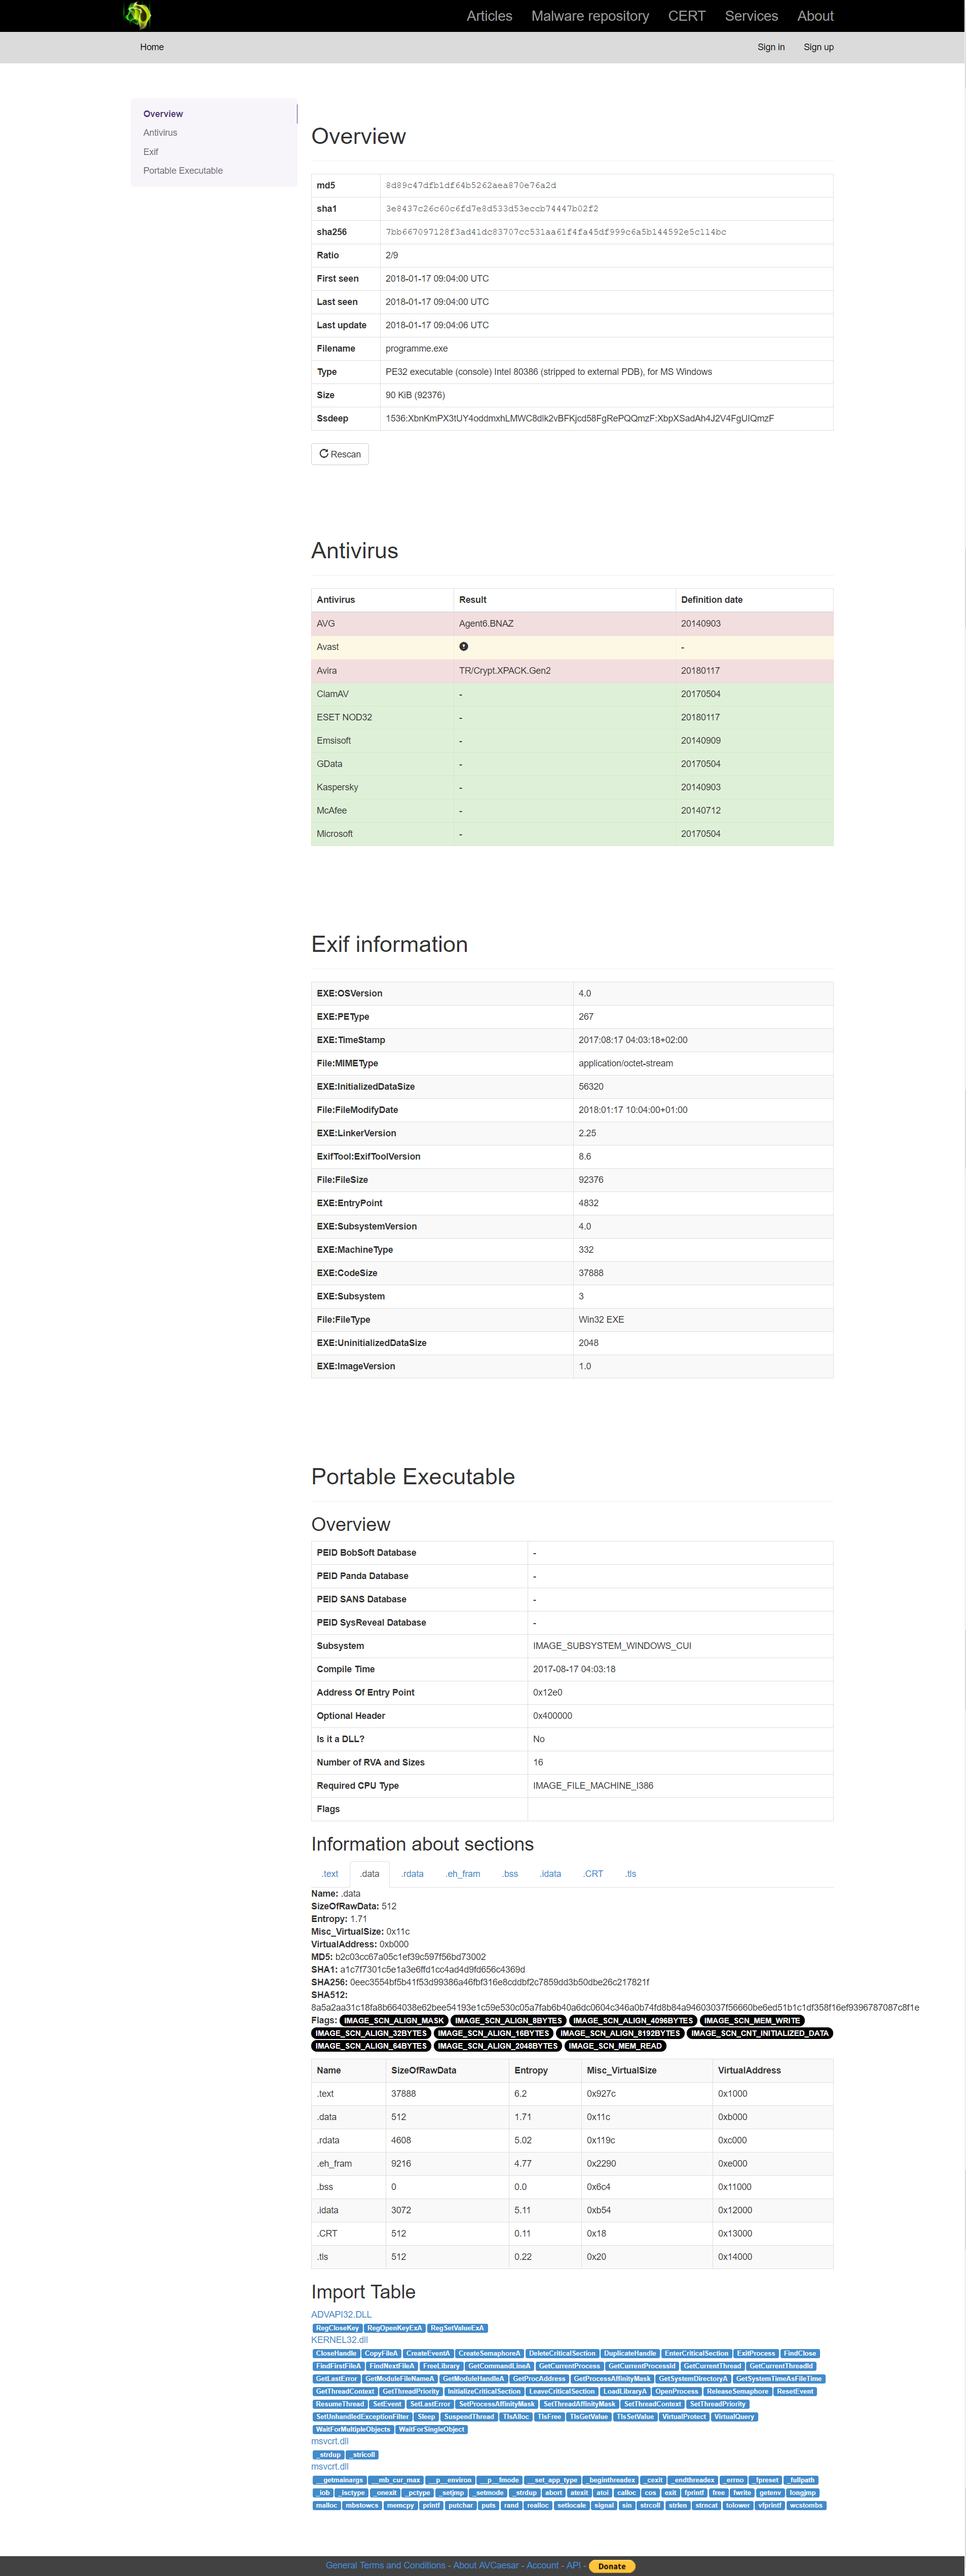 Articles Malware repository CERT Services About
Home Sign in Sign up
Overview
Antivirus
Exif
Portable Executable
Overview
md5 8d89c47dfb1df64b5262aea870e76a2d
sha1 3e8437c26c60c6fd7e8d533d53eccb74447b02f2
sha256 7bb667097128f3ad41dc83707cc531aa61f4fa45df999c6a5b144592e5c114bc
Ratio 2/9
First seen 2018-01-17 09:04:00 UTC
Last seen 2018-01-17 09:04:00 UTC
Last update 2018-01-17 09:04:06 UTC
Filename programme.exe
Type PE32 executable (console) Intel 80386 (stripped to external PDB), for MS Windows
Size 90 KiB (92376)
Ssdeep 1536:XbnKmPX3tUY4oddmxhLMWC8dlk2vBFKjcd58FgRePQQmzF:XbpXSadAh4J2V4FgUIQmzF
Rescan
Antivirus
Antivirus Result Definition date
AVG Agent6.BNAZ 20140903
Avast -
Avira TR/Crypt.XPACK.Gen2 20180117
ClamAV - 20170504
ESET NOD32 - 20180117
Emsisoft - 20140909
GData - 20170504
Kaspersky - 20140903
McAfee - 20140712
Microsoft - 20170504
Exif information
EXE:OSVersion 4.0
EXE:PEType 267
EXE:TimeStamp 2017:08:17 04:03:18+02:00
File:MIMEType application/octet-stream
EXE:InitializedDataSize 56320
File:FileModifyDate 2018:01:17 10:04:00+01:00
EXE:LinkerVersion 2.25
ExifTool:ExifToolVersion 8.6
File:FileSize 92376
EXE:EntryPoint 4832
EXE:SubsystemVersion 4.0
EXE:MachineType 332
EXE:CodeSize 37888
EXE:Subsystem 3
File:FileType Win32 EXE
EXE:UninitializedDataSize 2048
EXE:ImageVersion 1.0
Portable Executable
Overview
PEID BobSoft Database -
PEID Panda Database -
PEID SANS Database -
PEID SysReveal Database -
Subsystem IMAGE_SUBSYSTEM_WINDOWS_CUI
Compile Time 2017-08-17 04:03:18
Address Of Entry Point 0x12e0
Optional Header 0x400000
Is it a DLL? No
Number of RVA and Sizes 16
Required CPU Type IMAGE_FILE_MACHINE_I386
Flags
Information about sections
.text .data .rdata .eh_fram .bss .idata .CRT .tls
Name: .data
SizeOfRawData: 512
Entropy: 1.71
Misc_VirtualSize: 0x11c
VirtualAddress: 0xb000
MD5: b2c03cc67a05c1ef39c597f56bd73002
SHA1: a1c7f7301c5e1a3e6ffd1cc4ad4d9fd656c4369d
SHA256: 0eec3554bf5b41f53d99386a46fbf316e8cddbf2c7859dd3b50dbe26c217821f
SHA512:
8a5a2aa31c18fa8b664038e62bee54193e1c59e530c05a7fab6b40a6dc0604c346a0b74fd8b84a94603037f56660be6ed51b1c1df358f16ef9396787087c8f1e
Flags: IMAGE_SCN_ALIGN_MASK IMAGE_SCN_ALIGN_8BYTES IMAGE_SCN_ALIGN_4096BYTES IMAGE_SCN_MEM_WRITE
IMAGE_SCN_ALIGN_32BYTES IMAGE_SCN_ALIGN_16BYTES IMAGE_SCN_ALIGN_8192BYTES IMAGE_SCN_CNT_INITIALIZED_DATA
IMAGE_SCN_ALIGN_64BYTES IMAGE_SCN_ALIGN_2048BYTES IMAGE_SCN_MEM_READ
Name SizeOfRawData Entropy Misc_VirtualSize VirtualAddress
.text 37888 6.2 0x927c 0x1000
.data 512 1.71 0x11c 0xb000
.rdata 4608 5.02 0x119c 0xc000
.eh_fram 9216 4.77 0x2290 0xe000
.bss 0 0.0 0x6c4 0x11000
.idata 3072 5.11 0xb54 0x12000
.CRT 512 0.11 0x18 0x13000
.tls 512 0.22 0x20 0x14000
Import Table
ADVAPI32.DLL
RegCloseKey RegOpenKeyExA RegSetValueExA
KERNEL32.dll
CloseHandle CopyFileA CreateEventA CreateSemaphoreA DeleteCriticalSection DuplicateHandle EnterCriticalSection ExitProcess FindClose
FindFirstFileA FindNextFileA FreeLibrary GetCommandLineA GetCurrentProcess GetCurrentProcessId GetCurrentThread GetCurrentThreadId
GetLastError GetModuleFileNameA GetModuleHandleA GetProcAddress GetProcessAffinityMask GetSystemDirectoryA GetSystemTimeAsFileTime
GetThreadContext GetThreadPriority InitializeCriticalSection LeaveCriticalSection LoadLibraryA OpenProcess ReleaseSemaphore ResetEvent
ResumeThread SetEvent SetLastError SetProcessAffinityMask SetThreadAffinityMask SetThreadContext SetThreadPriority
SetUnhandledExceptionFilter Sleep SuspendThread TlsAlloc TlsFree TlsGetValue TlsSetValue VirtualProtect VirtualQuery
WaitForMultipleObjects WaitForSingleObject
msvcrt.dll
_strdup _stricoll
msvcrt.dll
__getmainargs __mb_cur_max __p__environ __p__fmode __set_app_type _beginthreadex _cexit _endthreadex _errno _fpreset _fullpath
_iob _isctype _onexit _pctype _setjmp _setmode _strdup abort atexit atoi calloc cos exit fprintf free fwrite getenv longjmp
malloc mbstowcs memcpy printf putchar puts rand realloc setlocale signal sin strcoll strlen strncat tolower vfprintf wcstombs
General Terms and Conditions - About AVCaesar - Account - API - Donate